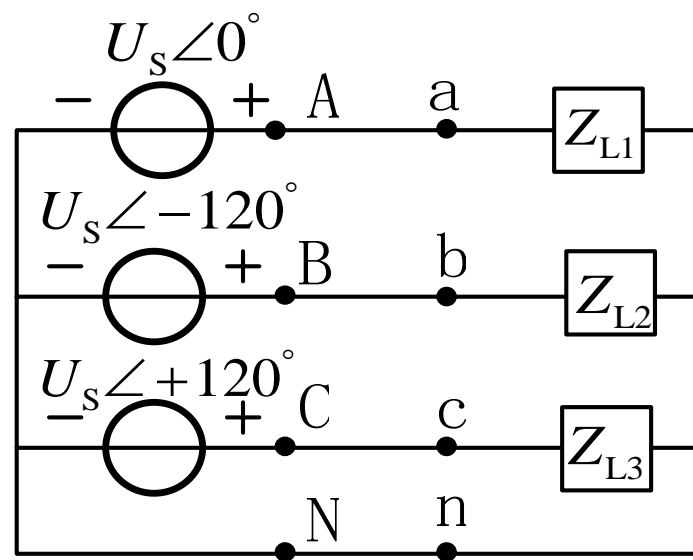 U_s∠0°
− + A a
Z_L1
U_s∠−120°
− + B b
Z_L2
U_s∠+120°
− + C c
Z_L3
N n